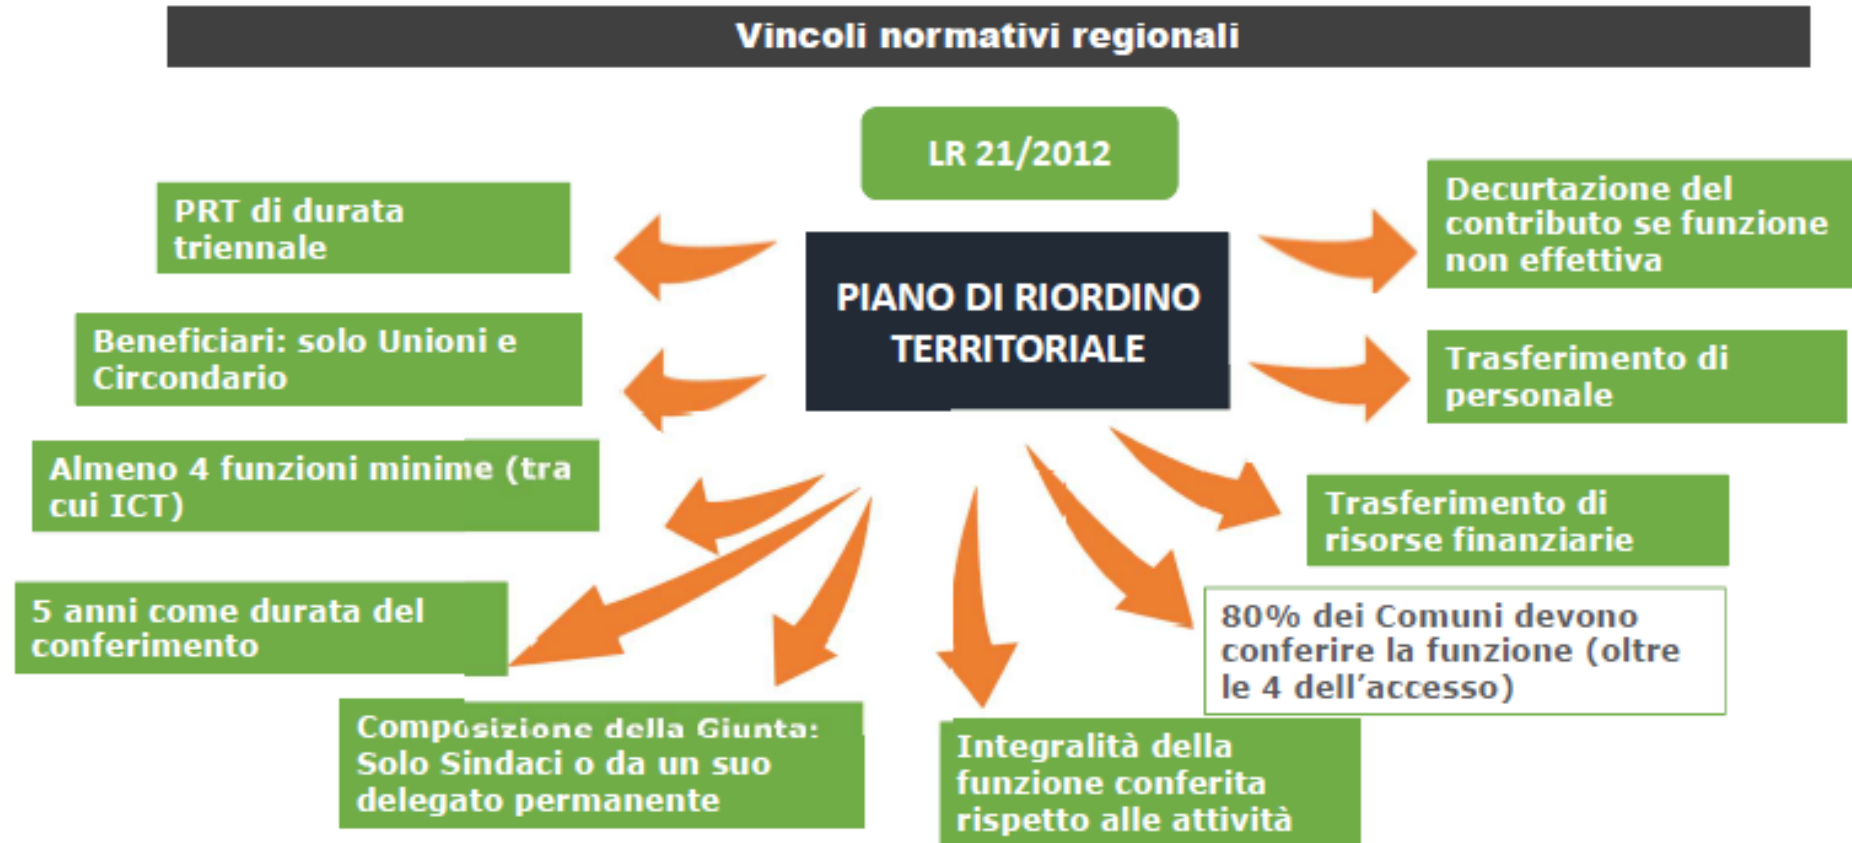 Vincoli normativi regionali
LR 21/2012
PIANO DI RIORDINO
TERRITORIALE
PRT di durata
triennale
Beneficiari: solo Unioni e
Circondario
Almeno 4 funzioni minime (tra
cui ICT)
5 anni come durata del
conferimento
Composizione della Giunta:
Solo Sindaci o da un suo
delegato permanente
Integralità della
funzione conferita
rispetto alle attività
80% dei Comuni devono
conferire la funzione (oltre
le 4 dell’accesso)
Trasferimento di
risorse finanziarie
Trasferimento di
personale
Decurtazione del
contributo se funzione
non effettiva